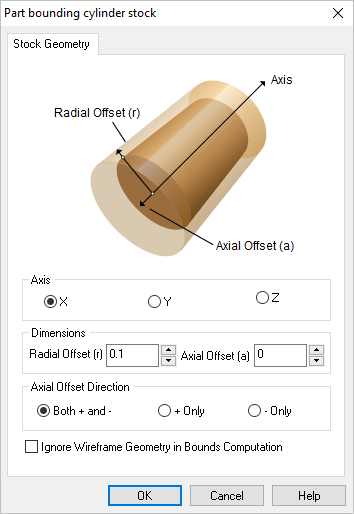 Part bounding cylinder stock
Stock Geometry
Axis
Radial Offset (r)
Axial Offset (a)
Axis
X Y Z
Dimensions
Radial Offset (r) 0.1 Axial Offset (a) 0
Axial Offset Direction
Both + and - + Only - Only
Ignore Wireframe Geometry in Bounds Computation
OK Cancel Help